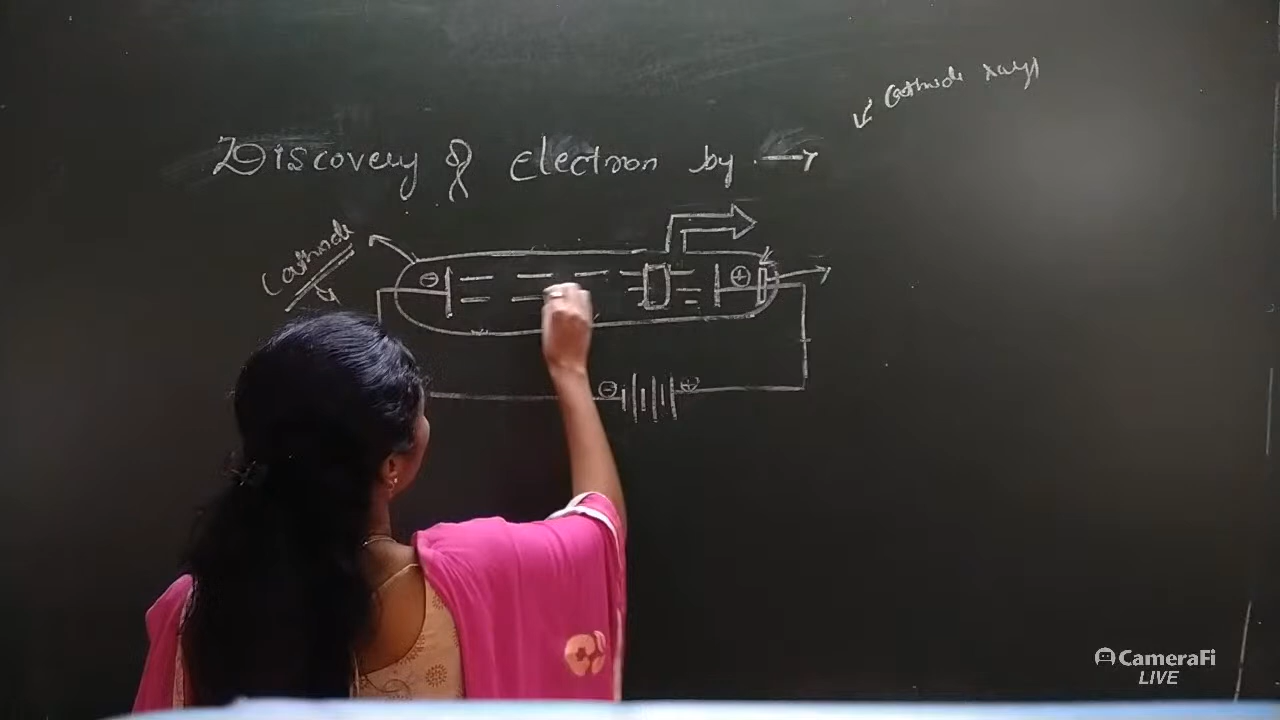 Cathode rays
Discovery of electron by →
Cathode
⊖ ⊕
⊖ ⊕
CameraFi
LIVE